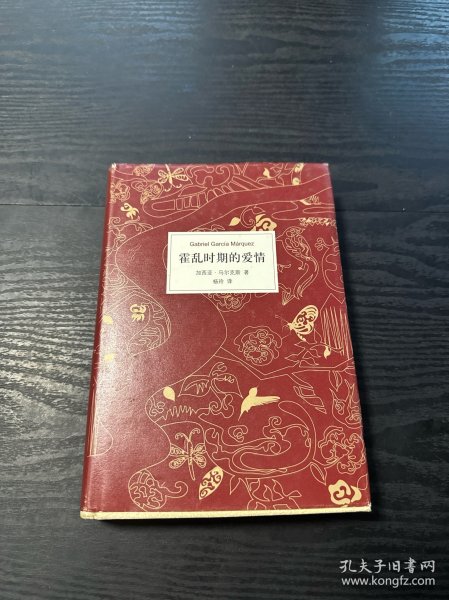 Gabriel García Márquez
霍乱时期的爱情
加西亚·马尔克斯 著
杨玲 译
孔夫子旧书网
www.kongfz.com